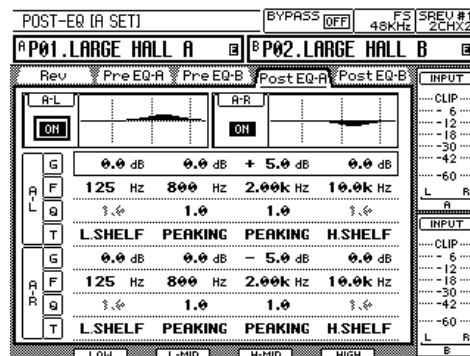 POST-EQ [A SET] BYPASS OFF FS 48KHz SREV #1 2CHX2
A P01.LARGE HALL A E B P02.LARGE HALL B E
Rev Pre EQ-A Pre EQ-B Post EQ-A Post EQ-B INPUT
A-L A-R
ON ON
CLIP
- 6
-12
-18
-30
-42
-60
L R
A
G 0.0 dB 0.0 dB + 5.0 dB 0.0 dB
A-L F 125 Hz 800 Hz 2.00k Hz 10.0k Hz
Q 1.0 1.0
T L.SHELF PEAKING PEAKING H.SHELF
G 0.0 dB 0.0 dB - 5.0 dB 0.0 dB
A-R F 125 Hz 800 Hz 2.00k Hz 10.0k Hz
Q 1.0 1.0
T L.SHELF PEAKING PEAKING H.SHELF
INPUT
CLIP
- 6
-12
-18
-30
-42
-60
L R
B
LOW L-MID H-MID HIGH